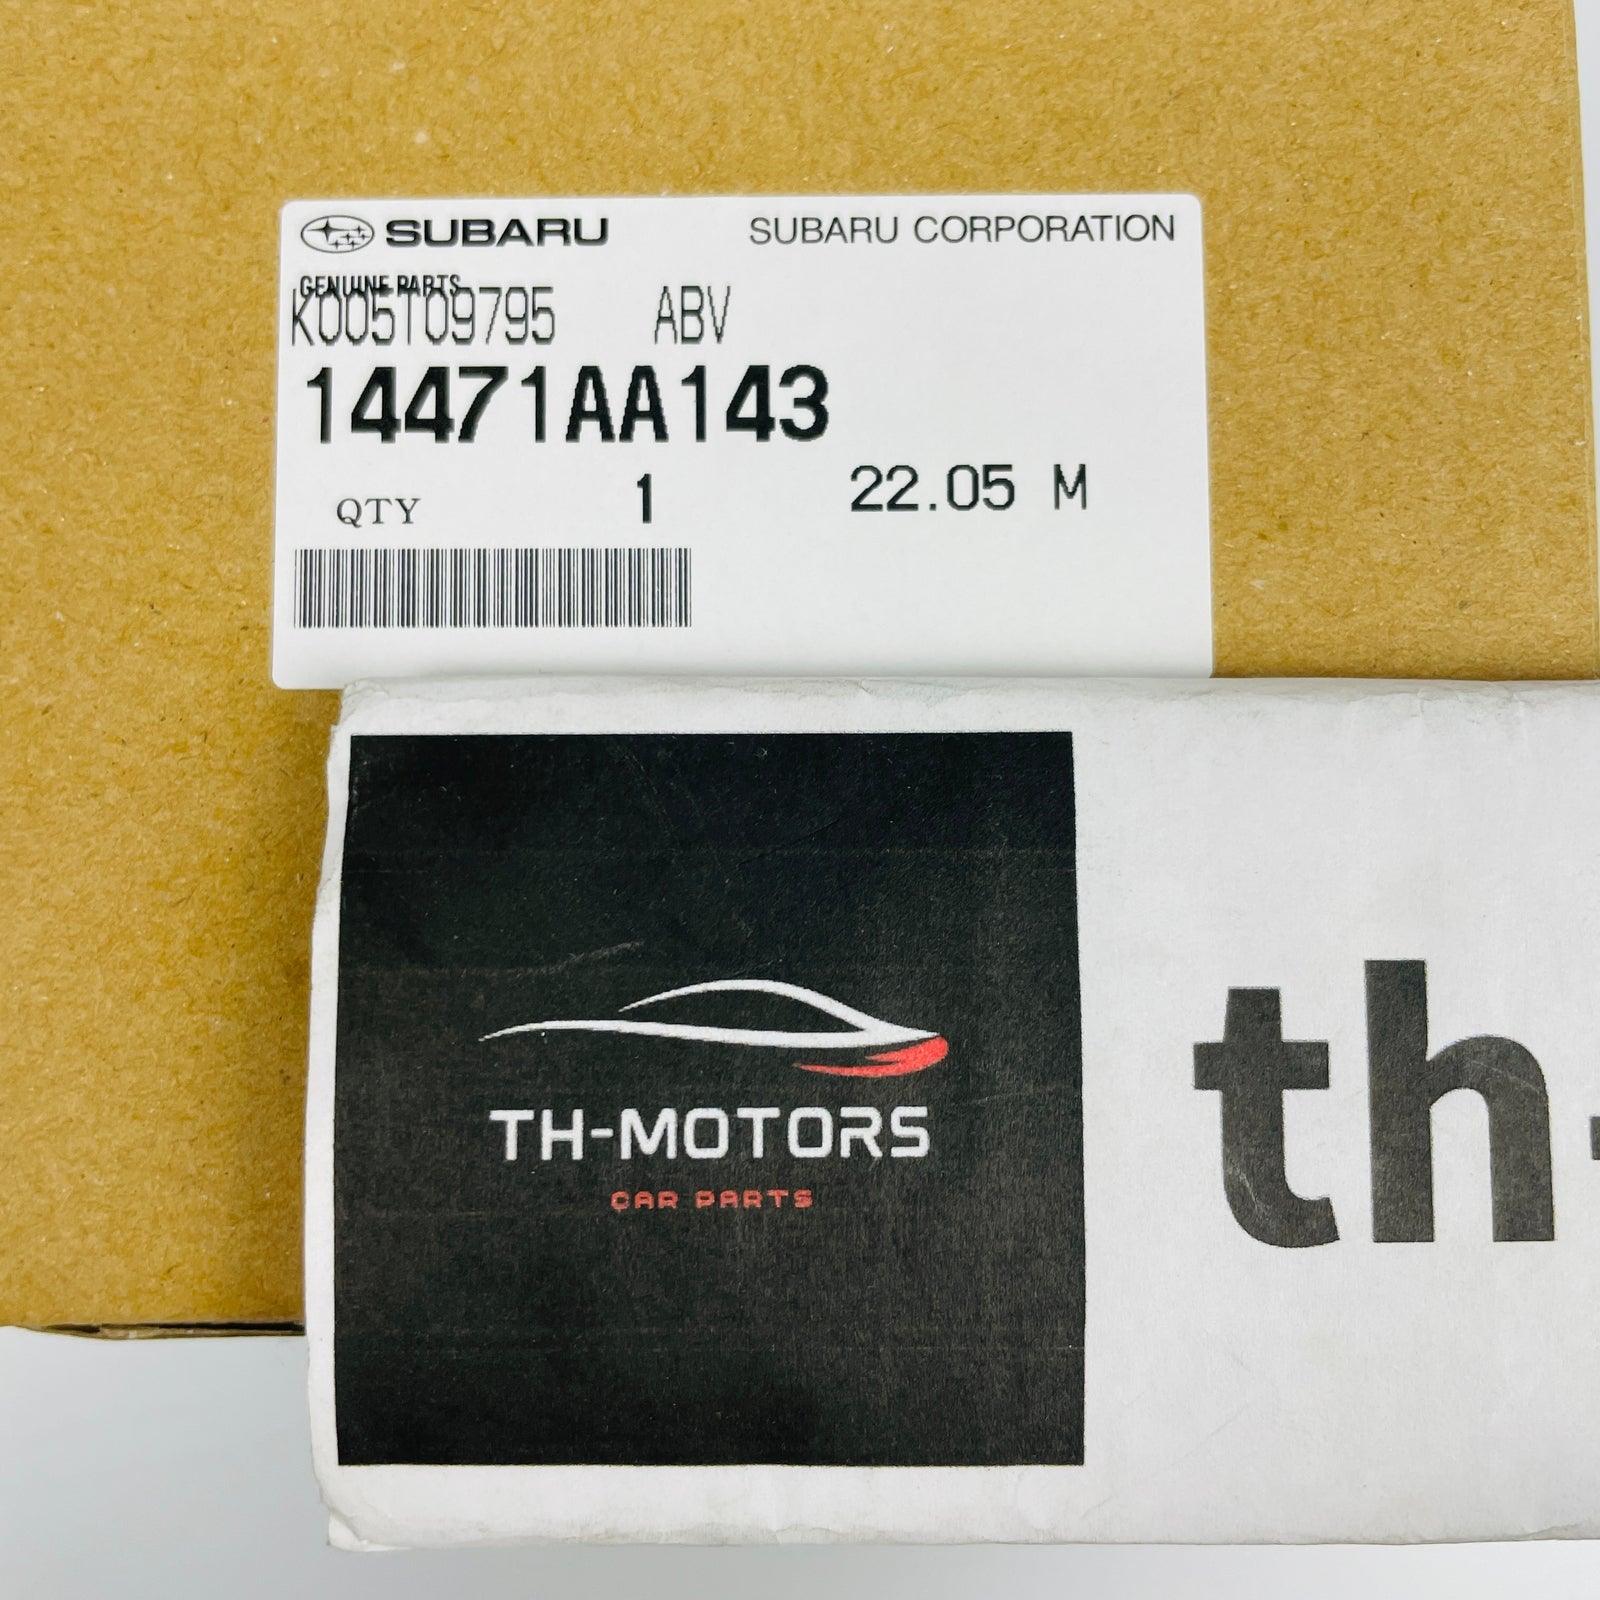 SUBARU SUBARU CORPORATION
GENUINE PARTS
K005T09795 ABV
14471AA143
QTY 1 22.05 M
TH-MOTORS
CAR PARTS
th-